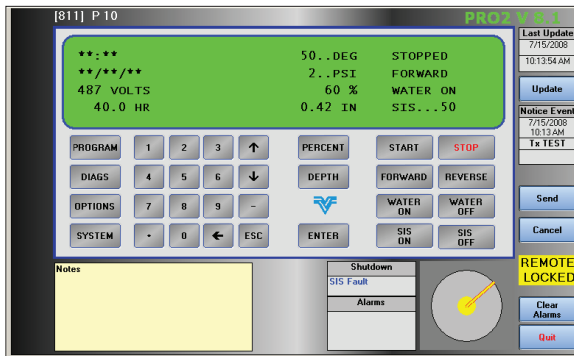 [811] P 10
PRO2 V 8.1
**:**
50..DEG STOPPED
**/**/**
2..PSI FORWARD
487 VOLTS
60 % WATER ON
40.0 HR
0.42 IN SIS...50
PROGRAM 1 2 3 ↑ PERCENT START STOP
DIAGS 4 5 6 ↓ DEPTH FORWARD REVERSE
OPTIONS 7 8 9 - WATER ON WATER OFF
SYSTEM . 0 ← ESC ENTER SIS ON SIS OFF
Last Update
7/15/2008
10:13:54 AM
Update
Notice Event
7/15/2008
10:13 AM
Tx TEST
Send
Cancel
REMOTE
LOCKED
Clear
Alarms
Quit
Notes
Shutdown
SIS Fault
Alarms